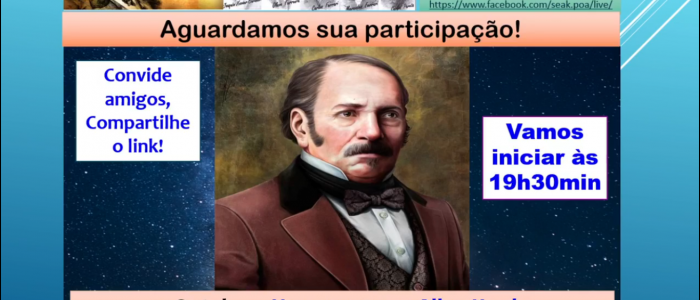 https://www.facebook.com/seak.poa/live/
Aguardamos sua participação!
Convide
amigos,
Compartilhe
o link!
Vamos
iniciar às
19h30min